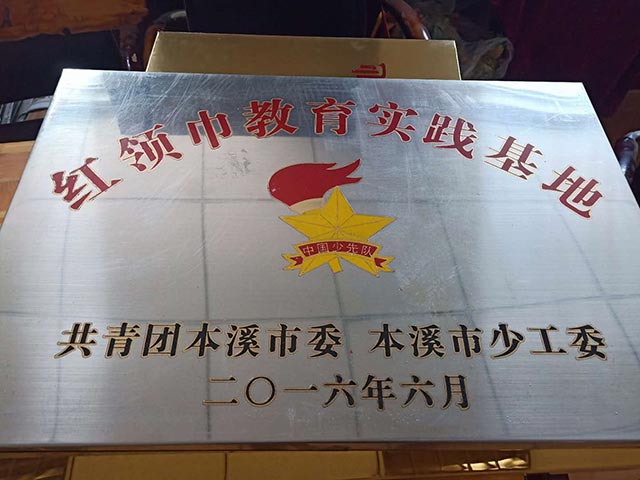 红领巾教育实践基地
中国少先队
共青团本溪市委 本溪市少工委
二〇一六年六月